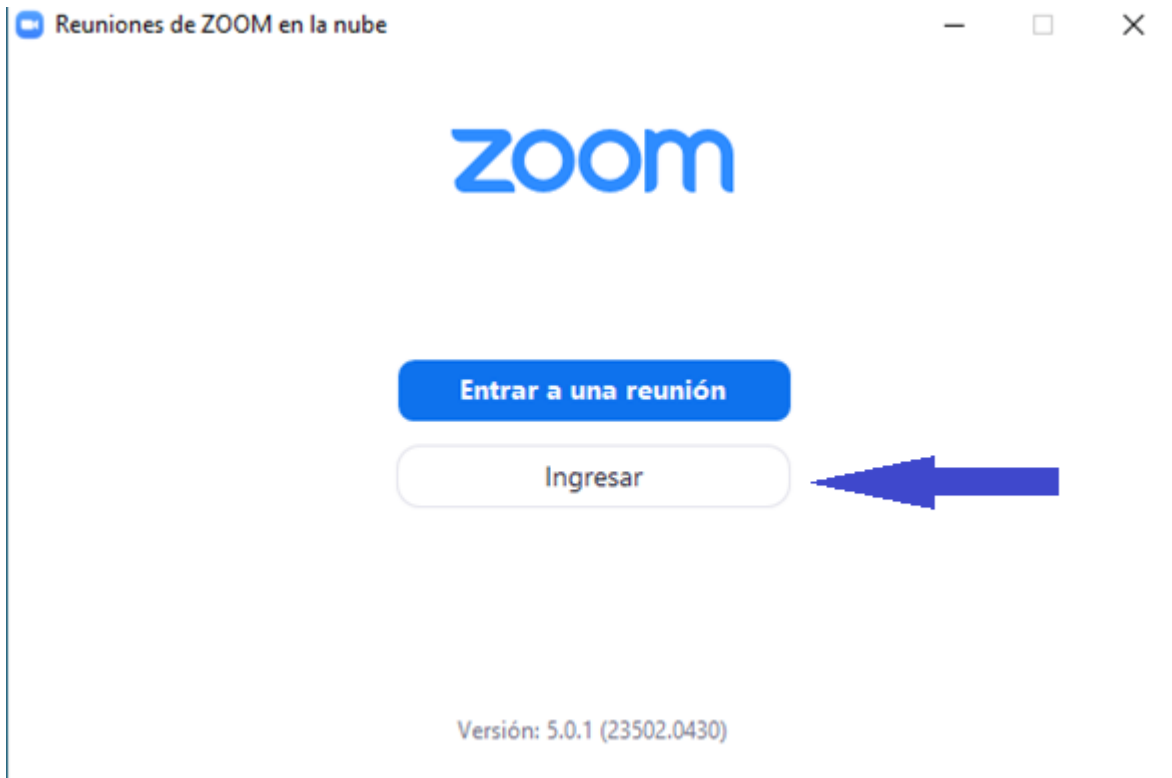 Reuniones de ZOOM en la nube
zoom
Entrar a una reunión
Ingresar
Versión: 5.0.1 (23502.0430)